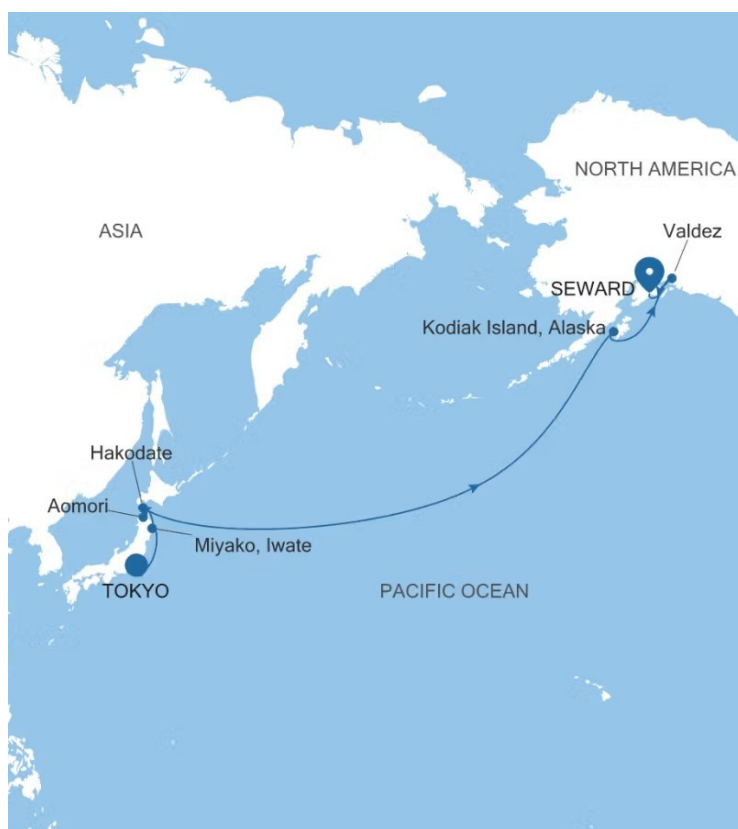 NORTH AMERICA
ASIA
Valdez
SEWARD
Kodiak Island, Alaska
Hakodate
Aomori
Miyako, Iwate
TOKYO
PACIFIC OCEAN